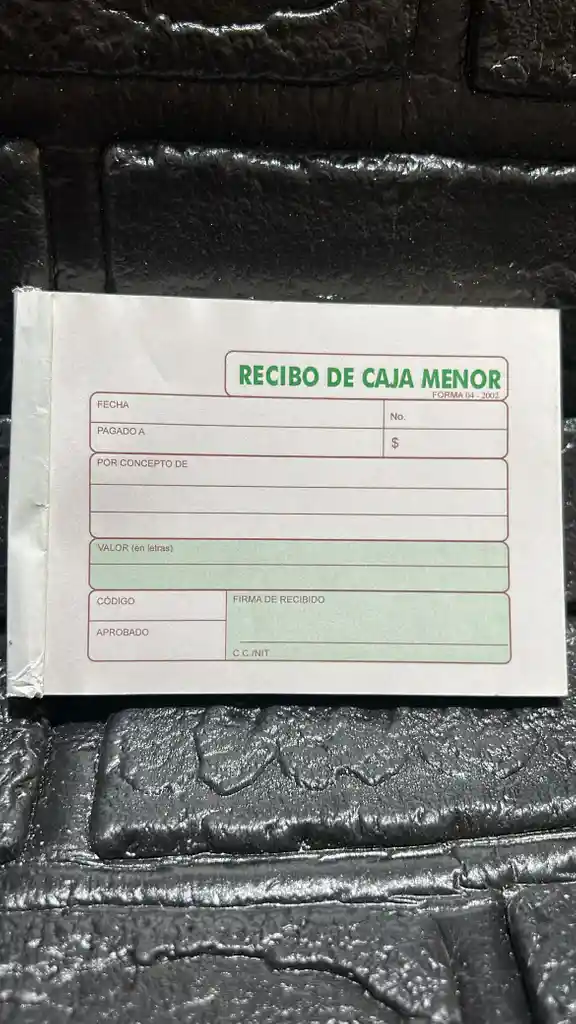 RECIBO DE CAJA MENOR
FORMA 04 - 2002
FECHA
No.
PAGADO A
$
POR CONCEPTO DE
VALOR (en letras)
CÓDIGO
FIRMA DE RECIBIDO
APROBADO
C.C./NIT